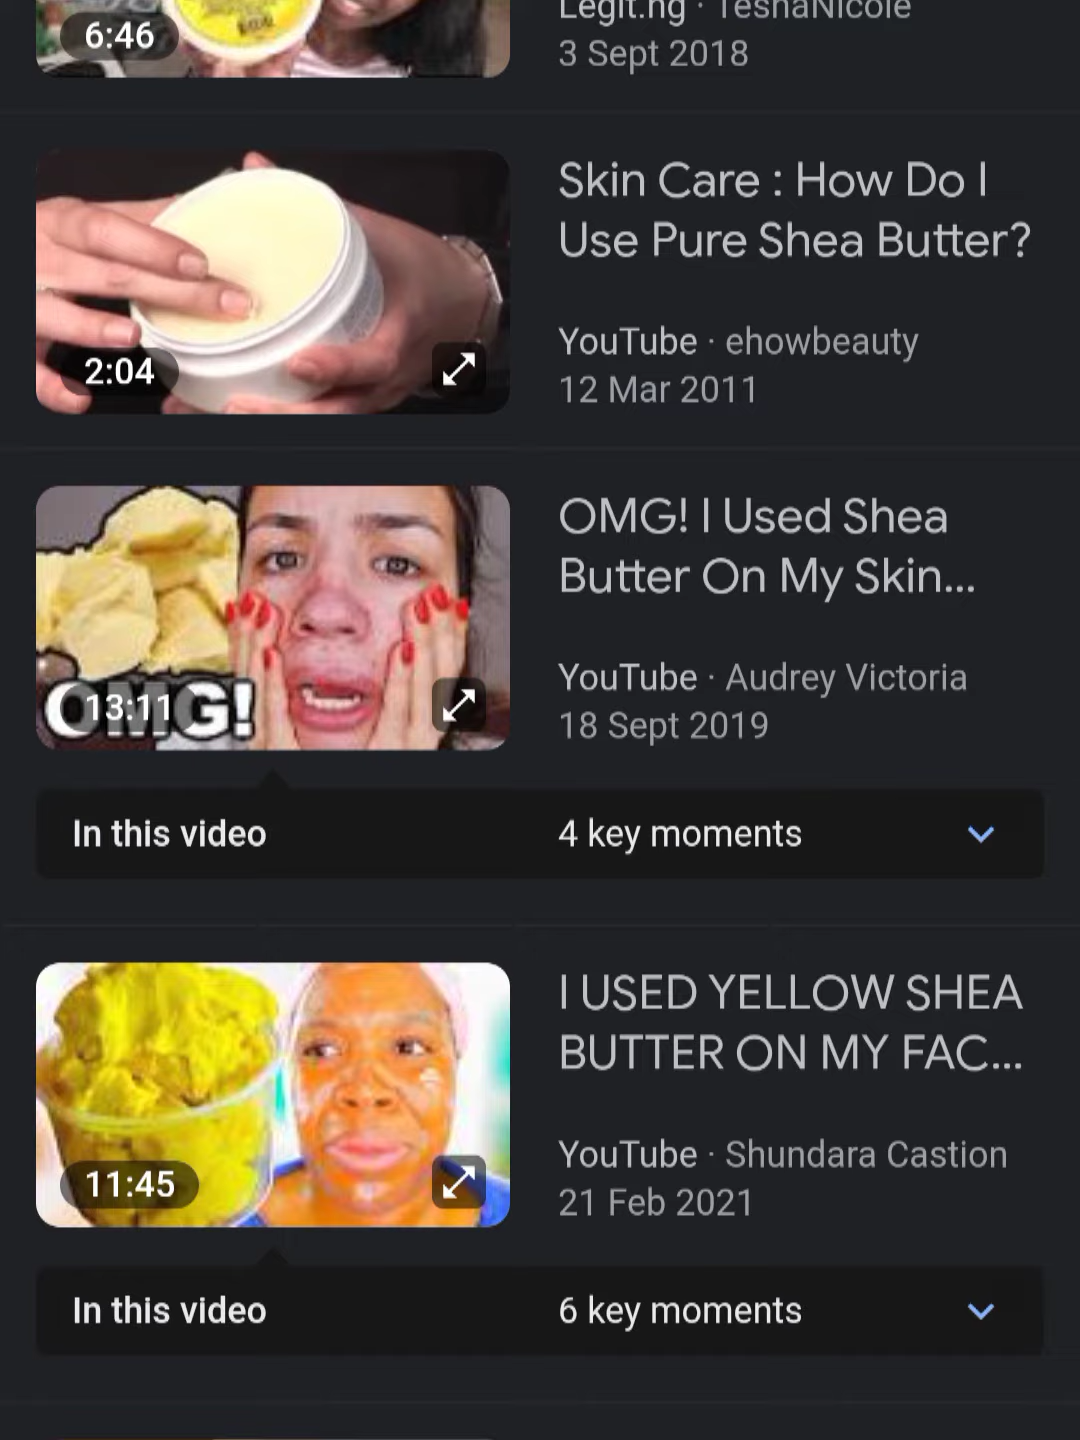 6:46
Legit.ng · TeshaNicole
3 Sept 2018
Skin Care : How Do I
Use Pure Shea Butter?
YouTube · ehowbeauty
12 Mar 2011
2:04
OMG! I Used Shea
Butter On My Skin...
YouTube · Audrey Victoria
18 Sept 2019
OMG!
13:11
In this video
4 key moments
I USED YELLOW SHEA
BUTTER ON MY FAC...
YouTube · Shundara Castion
21 Feb 2021
11:45
In this video
6 key moments